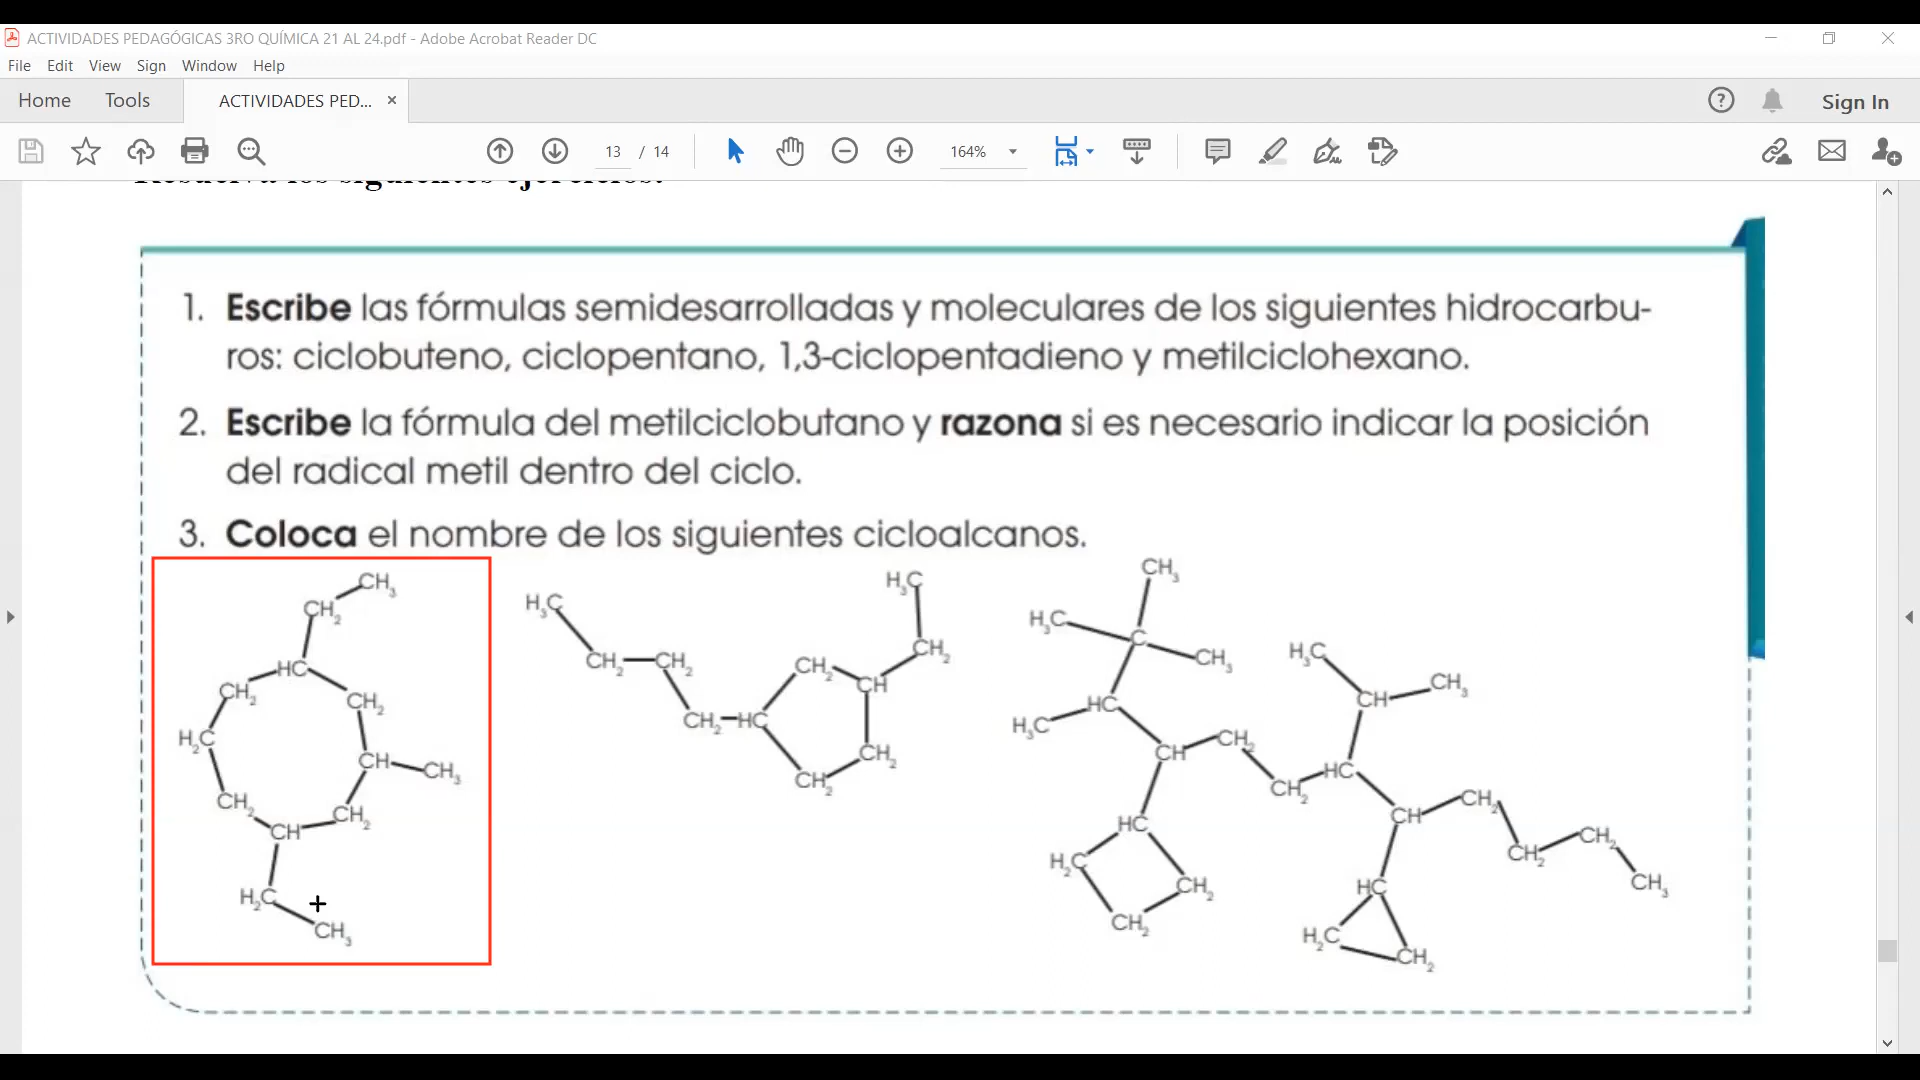 ACTIVIDADES PEDAGÓGICAS 3RO QUÍMICA 21 AL 24.pdf - Adobe Acrobat Reader DC
File Edit View Sign Window Help
Home Tools ACTIVIDADES PED... × Sign In
13 / 14 164%
Resuelva los siguientes ejercicios:
1. Escribe las fórmulas semidesarrolladas y moleculares de los siguientes hidrocarbu-
ros: ciclobuteno, ciclopentano, 1,3-ciclopentadieno y metilciclohexano.
2. Escribe la fórmula del metilciclobutano y razona si es necesario indicar la posición
del radical metil dentro del ciclo.
3. Coloca el nombre de los siguientes cicloalcanos.
CH₃
CH₂
HC
CH₂
CH₂
H₂C
CH
CH₃
CH₂
CH₂
CH
H₂C
CH₃
H₃C
H₃C
CH₂
CH₂
CH₂
CH₂
CH
CH₂
HC
CH₂
CH₂
CH₃
H₃C
C
CH₃
H₃C
CH₃
CH
HC
H₃C
CH
CH₂
CH₂
HC
CH
CH₂
CH₂
CH₂
CH₃
HC
H₂C
CH₂
CH₂
HC
H₂C
CH₂